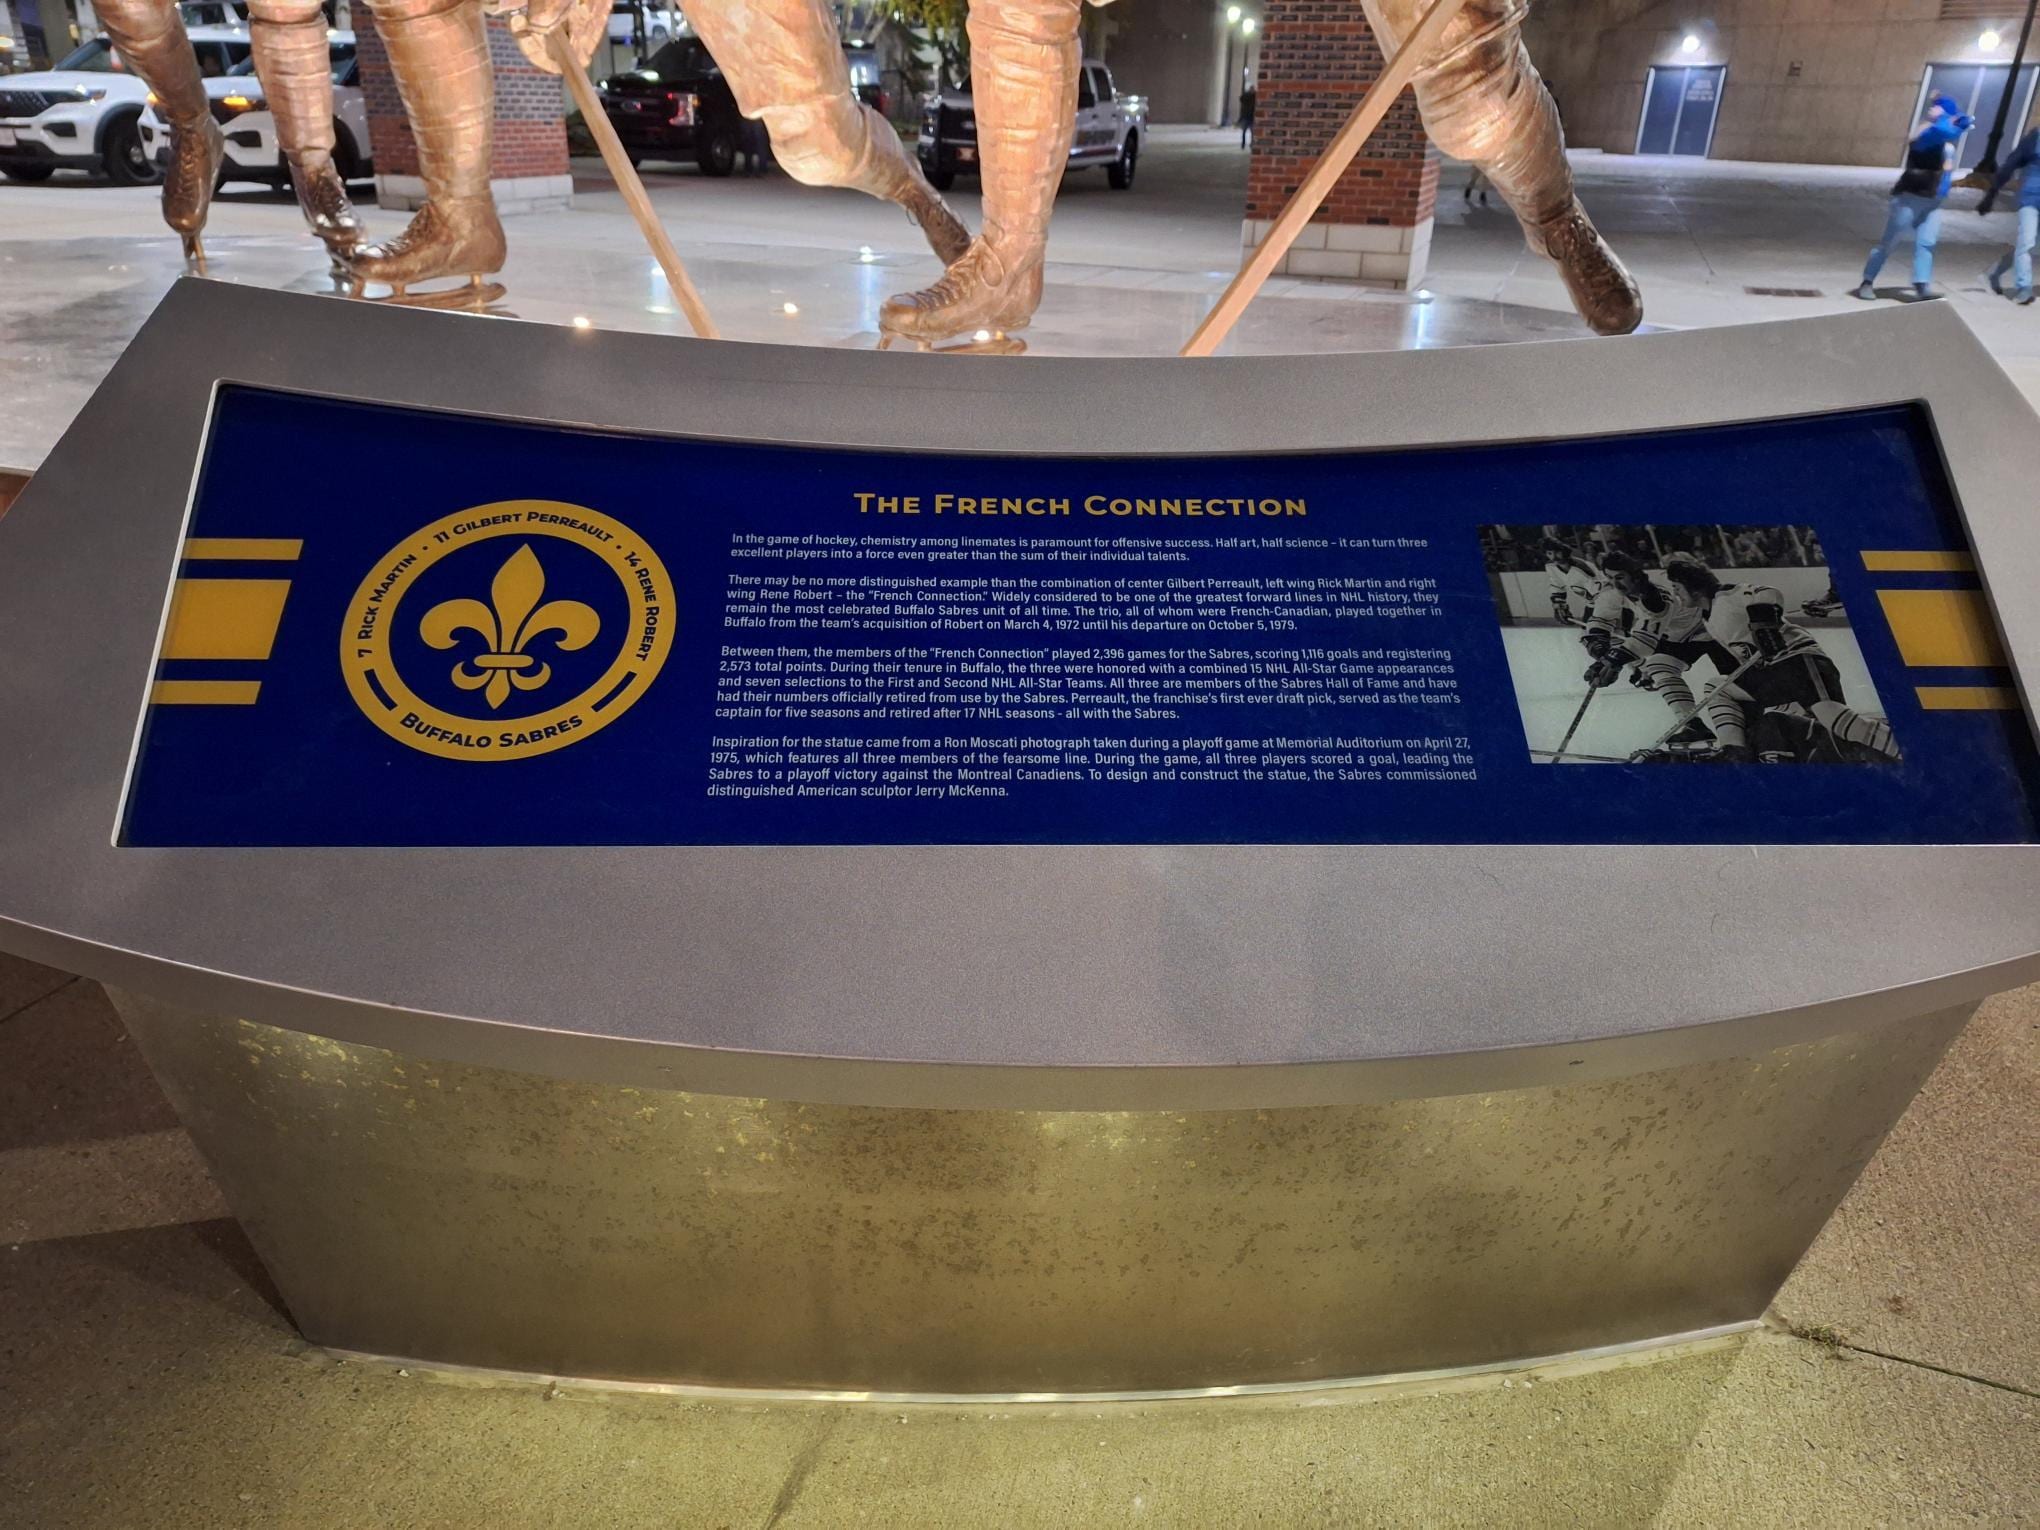 7 RICK MARTIN • 11 GILBERT PERREAULT • 14 RENE ROBERT
BUFFALO SABRES
THE FRENCH CONNECTION
In the game of hockey, chemistry among linemates is paramount for offensive success. Half art, half science – it can turn three
excellent players into a force even greater than the sum of their individual talents.
There may be no more distinguished example than the combination of center Gilbert Perreault, left wing Rick Martin and right
wing Rene Robert – the “French Connection.” Widely considered to be one of the greatest forward lines in NHL history, they
remain the most celebrated Buffalo Sabres unit of all time. The trio, all of whom were French-Canadian, played together in
Buffalo from the team's acquisition of Robert on March 4, 1972 until his departure on October 5, 1979.
Between them, the members of the “French Connection” played 2,396 games for the Sabres, scoring 1,116 goals and registering
2,573 total points. During their tenure in Buffalo, the three were honored with a combined 15 NHL All-Star Game appearances
and seven selections to the First and Second NHL All-Star Teams. All three are members of the Sabres Hall of Fame and have
had their numbers officially retired from use by the Sabres. Perreault, the franchise's first ever draft pick, served as the team's
captain for five seasons and retired after 17 NHL seasons - all with the Sabres.
Inspiration for the statue came from a Ron Moscati photograph taken during a playoff game at Memorial Auditorium on April 27,
1975, which features all three members of the fearsome line. During the game, all three players scored a goal, leading the
Sabres to a playoff victory against the Montreal Canadiens. To design and construct the statue, the Sabres commissioned
distinguished American sculptor Jerry McKenna.
11